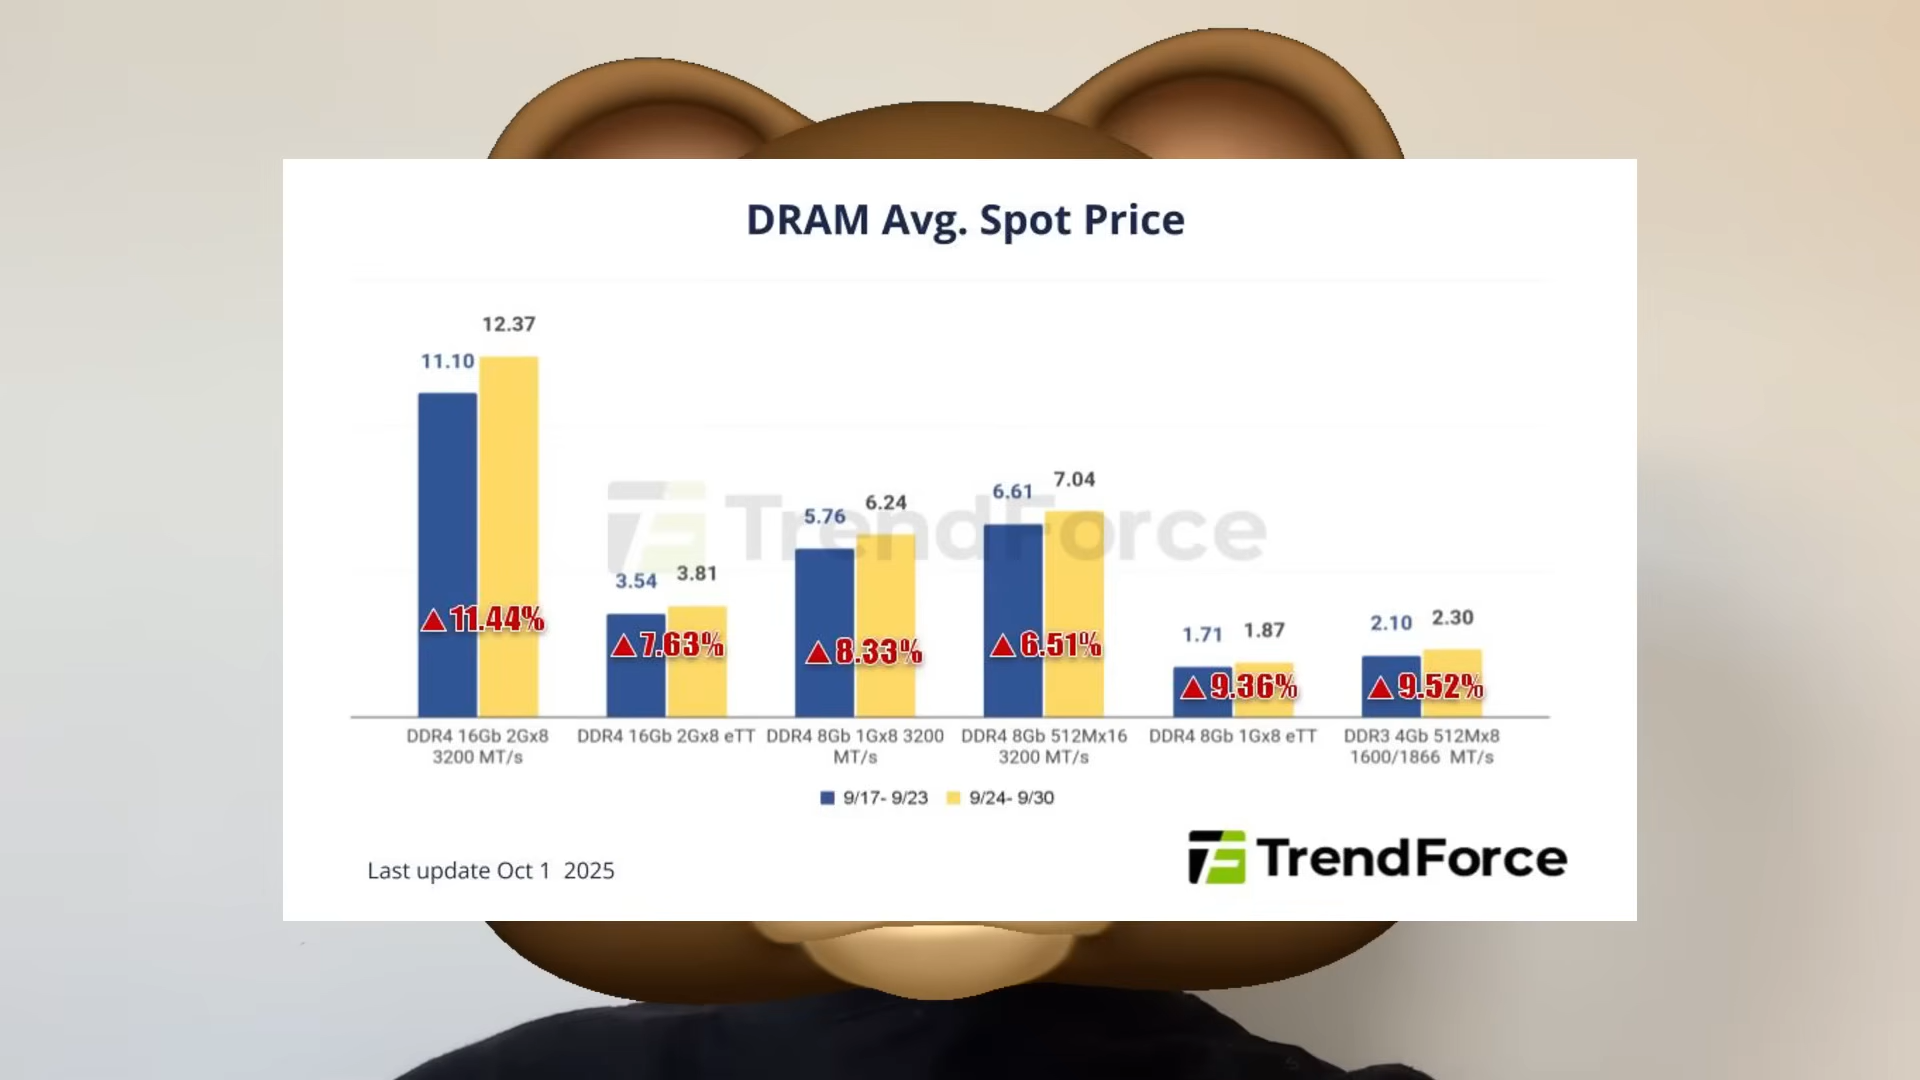 DRAM Avg. Spot Price
12.37
11.10
7.04
6.61
6.24
5.76
TrendForce
3.81
3.54
2.30
2.10
1.87
1.71
▲11.44%
▲7.63%
▲8.33%
▲6.51%
▲9.36%
▲9.52%
DDR4 16Gb 2Gx8
3200 MT/s
DDR4 16Gb 2Gx8 eTT
DDR4 8Gb 1Gx8 3200
MT/s
DDR4 8Gb 512Mx16
3200 MT/s
DDR4 8Gb 1Gx8 eTT
DDR3 4Gb 512Mx8
1600/1866 MT/s
9/17- 9/23
9/24- 9/30
Last update Oct 1 2025
TrendForce